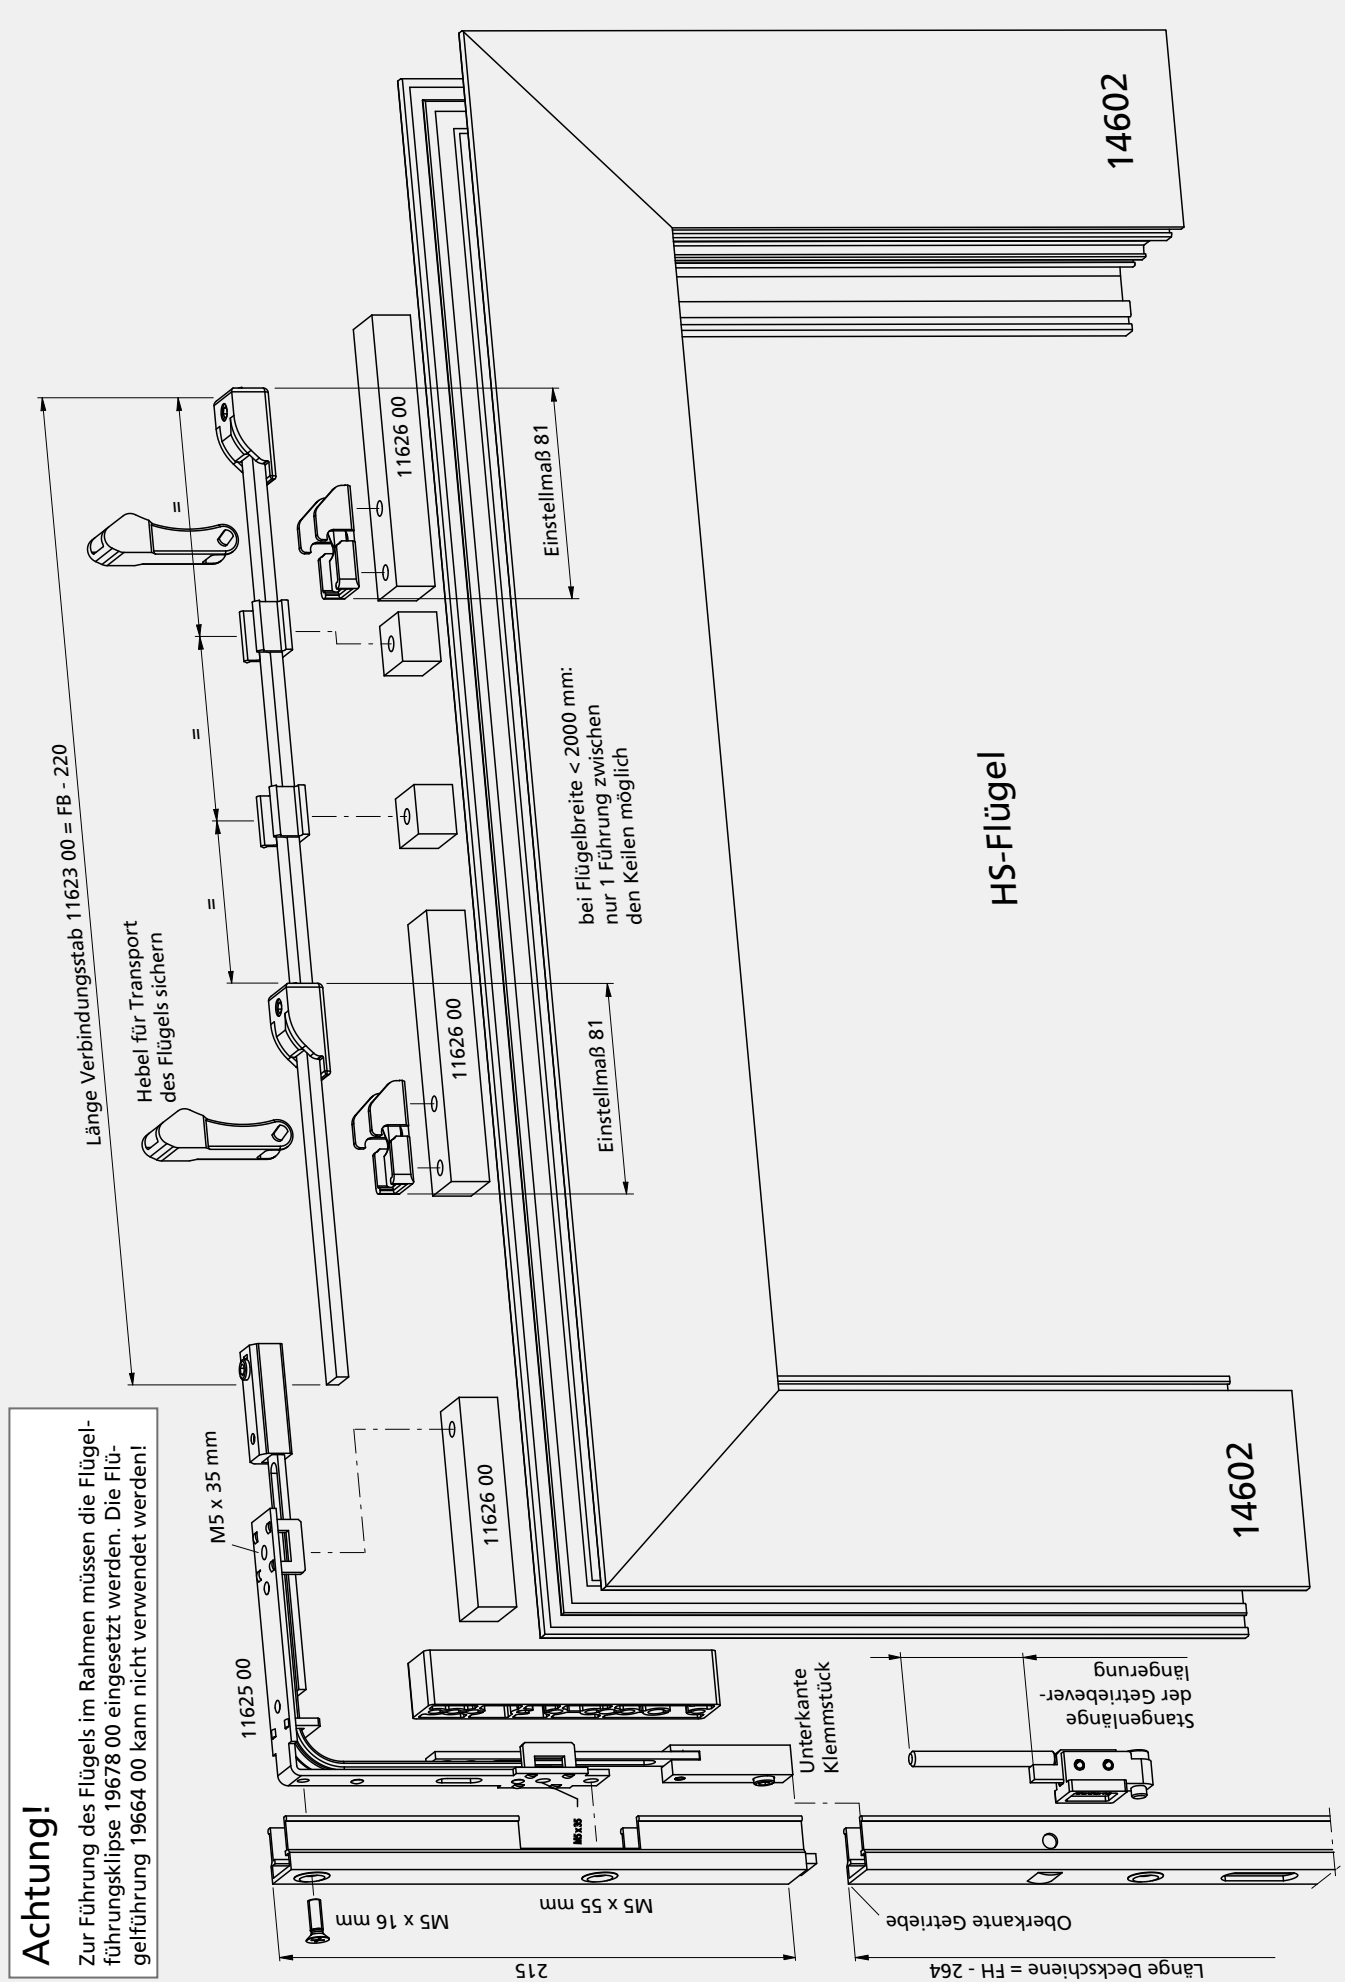 Achtung!
Zur Führung des Flügels im Rahmen müssen die Flügel-
führungsklipse 19678 00 eingesetzt werden. Die Flü-
gelführung 19664 00 kann nicht verwendet werden!
Länge Verbindungsstab 11623 00 = FB - 220
Hebel für Transport
des Flügels sichern
=
=
=
M5 x 35 mm
11625 00
11626 00
11626 00
11626 00
Einstellmaß 81
Einstellmaß 81
bei Flügelbreite < 2000 mm:
nur 1 Führung zwischen
den Keilen möglich
HS-Flügel
14602
14602
M5x35
M5 x 16 mm
M5 x 55 mm
215
Unterkante
Klemmstück
Stangenlänge
der Getriebever-
längerung
Oberkante Getriebe
Länge Deckschiene = FH - 264